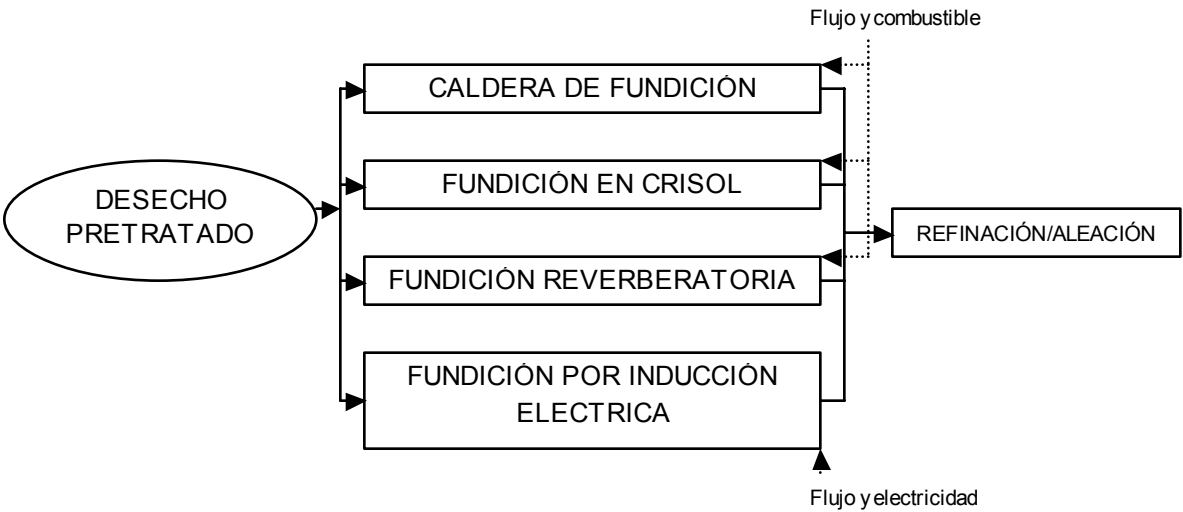 Flujo y combustible
CALDERA DE FUNDICIÓN
FUNDICIÓN EN CRISOL
DESECHO
PRETRATADO
REFINACIÓN/ALEACIÓN
FUNDICIÓN REVERBERATORIA
FUNDICIÓN POR INDUCCIÓN
ELECTRICA
Flujo y electricidad